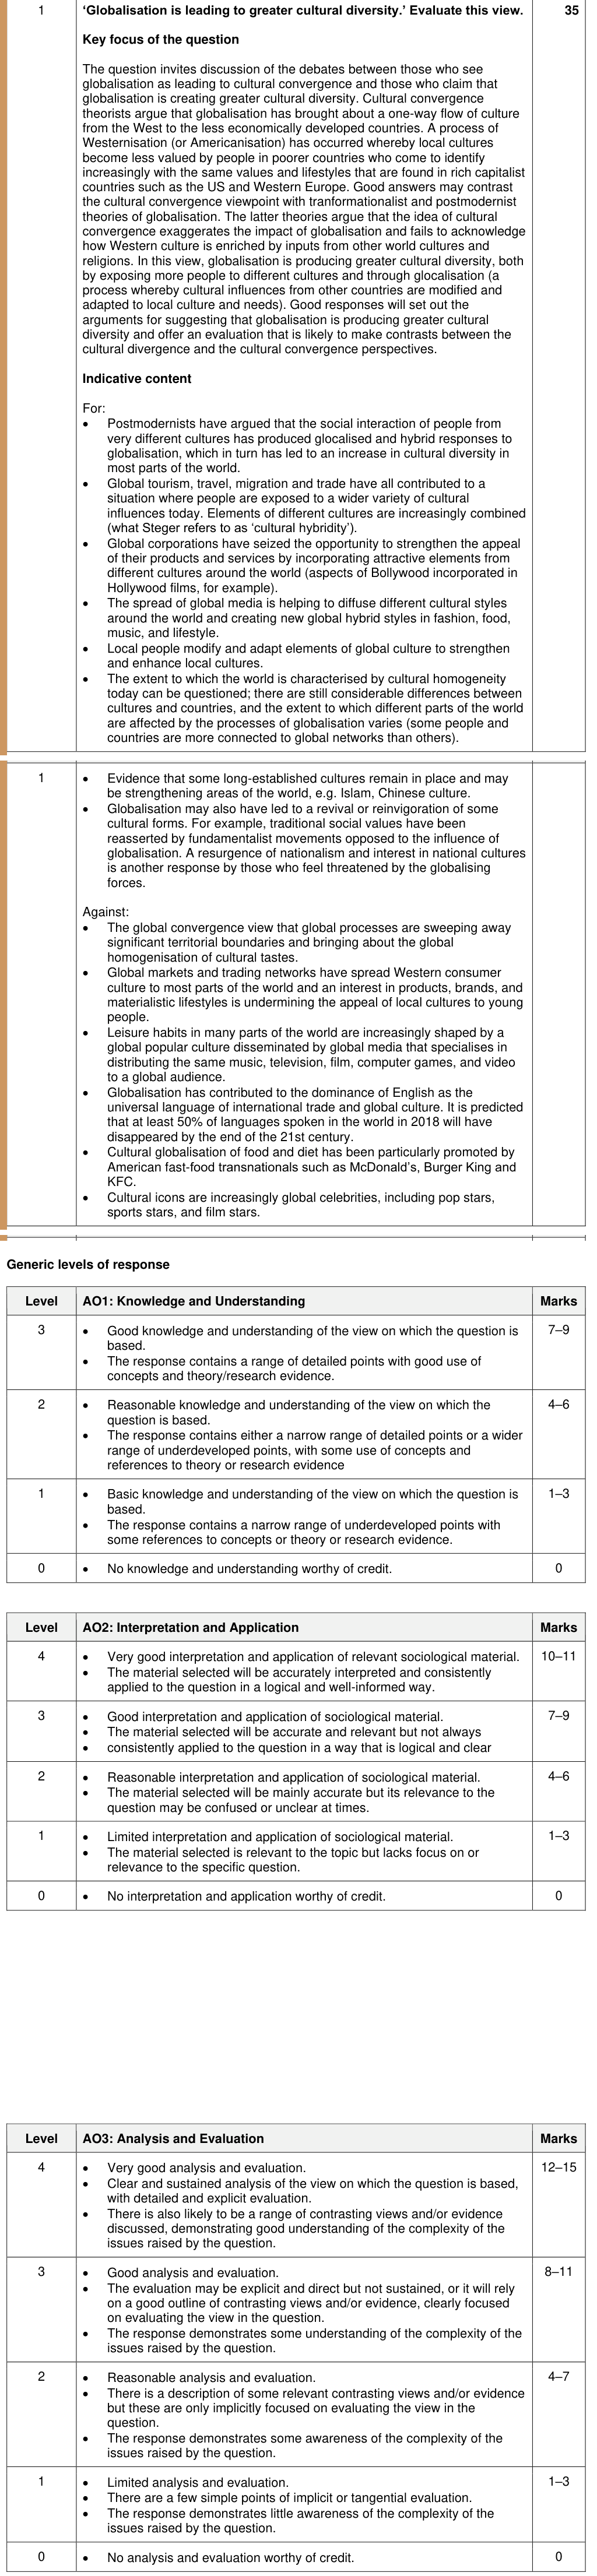 1 'Globalisation is leading to greater cultural diversity.' Evaluate this view. 35
Key focus of the question
The question invites discussion of the debates between those who see
globalisation as leading to cultural convergence and those who claim that
globalisation is creating greater cultural diversity. Cultural convergence
theorists argue that globalisation has brought about a one-way flow of culture
from the West to the less economically developed countries. A process of
Westernisation (or Americanisation) has occurred whereby local cultures
become less valued by people in poorer countries who come to identify
increasingly with the same values and lifestyles that are found in rich capitalist
countries such as the US and Western Europe. Good answers may contrast
the cultural convergence viewpoint with tranformationalist and postmodernist
theories of globalisation. The latter theories argue that the idea of cultural
convergence exaggerates the impact of globalisation and fails to acknowledge
how Western culture is enriched by inputs from other world cultures and
religions. In this view, globalisation is producing greater cultural diversity, both
by exposing more people to different cultures and through glocalisation (a
process whereby cultural influences from other countries are modified and
adapted to local culture and needs). Good responses will set out the
arguments for suggesting that globalisation is producing greater cultural
diversity and offer an evaluation that is likely to make contrasts between the
cultural divergence and the cultural convergence perspectives.
Indicative content
For:
• Postmodernists have argued that the social interaction of people from
very different cultures has produced glocalised and hybrid responses to
globalisation, which in turn has led to an increase in cultural diversity in
most parts of the world.
• Global tourism, travel, migration and trade have all contributed to a
situation where people are exposed to a wider variety of cultural
influences today. Elements of different cultures are increasingly combined
(what Steger refers to as 'cultural hybridity').
• Global corporations have seized the opportunity to strengthen the appeal
of their products and services by incorporating attractive elements from
different cultures around the world (aspects of Bollywood incorporated in
Hollywood films, for example).
• The spread of global media is helping to diffuse different cultural styles
around the world and creating new global hybrid styles in fashion, food,
music, and lifestyle.
• Local people modify and adapt elements of global culture to strengthen
and enhance local cultures.
• The extent to which the world is characterised by cultural homogeneity
today can be questioned; there are still considerable differences between
cultures and countries, and the extent to which different parts of the world
are affected by the processes of globalisation varies (some people and
countries are more connected to global networks than others).
1 • Evidence that some long-established cultures remain in place and may
be strengthening areas of the world, e.g. Islam, Chinese culture.
• Globalisation may also have led to a revival or reinvigoration of some
cultural forms. For example, traditional social values have been
reasserted by fundamentalist movements opposed to the influence of
globalisation. A resurgence of nationalism and interest in national cultures
is another response by those who feel threatened by the globalising
forces.
Against:
• The global convergence view that global processes are sweeping away
significant territorial boundaries and bringing about the global
homogenisation of cultural tastes.
• Global markets and trading networks have spread Western consumer
culture to most parts of the world and an interest in products, brands, and
materialistic lifestyles is undermining the appeal of local cultures to young
people.
• Leisure habits in many parts of the world are increasingly shaped by a
global popular culture disseminated by global media that specialises in
distributing the same music, television, film, computer games, and video
to a global audience.
• Globalisation has contributed to the dominance of English as the
universal language of international trade and global culture. It is predicted
that at least 50% of languages spoken in the world in 2018 will have
disappeared by the end of the 21st century.
• Cultural globalisation of food and diet has been particularly promoted by
American fast-food transnationals such as McDonald's, Burger King and
KFC.
• Cultural icons are increasingly global celebrities, including pop stars,
sports stars, and film stars.
Generic levels of response
Level AO1: Knowledge and Understanding Marks
3 • Good knowledge and understanding of the view on which the question is 7–9
based.
• The response contains a range of detailed points with good use of
concepts and theory/research evidence.
2 • Reasonable knowledge and understanding of the view on which the 4–6
question is based.
• The response contains either a narrow range of detailed points or a wider
range of underdeveloped points, with some use of concepts and
references to theory or research evidence
1 • Basic knowledge and understanding of the view on which the question is 1–3
based.
• The response contains a narrow range of underdeveloped points with
some references to concepts or theory or research evidence.
0 • No knowledge and understanding worthy of credit. 0
Level AO2: Interpretation and Application Marks
4 • Very good interpretation and application of relevant sociological material. 10–11
• The material selected will be accurately interpreted and consistently
applied to the question in a logical and well-informed way.
3 • Good interpretation and application of sociological material. 7–9
• The material selected will be accurate and relevant but not always
• consistently applied to the question in a way that is logical and clear
2 • Reasonable interpretation and application of sociological material. 4–6
• The material selected will be mainly accurate but its relevance to the
question may be confused or unclear at times.
1 • Limited interpretation and application of sociological material. 1–3
• The material selected is relevant to the topic but lacks focus on or
relevance to the specific question.
0 • No interpretation and application worthy of credit. 0
Level AO3: Analysis and Evaluation Marks
4 • Very good analysis and evaluation. 12–15
• Clear and sustained analysis of the view on which the question is based,
with detailed and explicit evaluation.
• There is also likely to be a range of contrasting views and/or evidence
discussed, demonstrating good understanding of the complexity of the
issues raised by the question.
3 • Good analysis and evaluation. 8–11
• The evaluation may be explicit and direct but not sustained, or it will rely
on a good outline of contrasting views and/or evidence, clearly focused
on evaluating the view in the question.
• The response demonstrates some understanding of the complexity of the
issues raised by the question.
2 • Reasonable analysis and evaluation. 4–7
• There is a description of some relevant contrasting views and/or evidence
but these are only implicitly focused on evaluating the view in the
question.
• The response demonstrates some awareness of the complexity of the
issues raised by the question.
1 • Limited analysis and evaluation. 1–3
• There are a few simple points of implicit or tangential evaluation.
• The response demonstrates little awareness of the complexity of the
issues raised by the question.
0 • No analysis and evaluation worthy of credit. 0